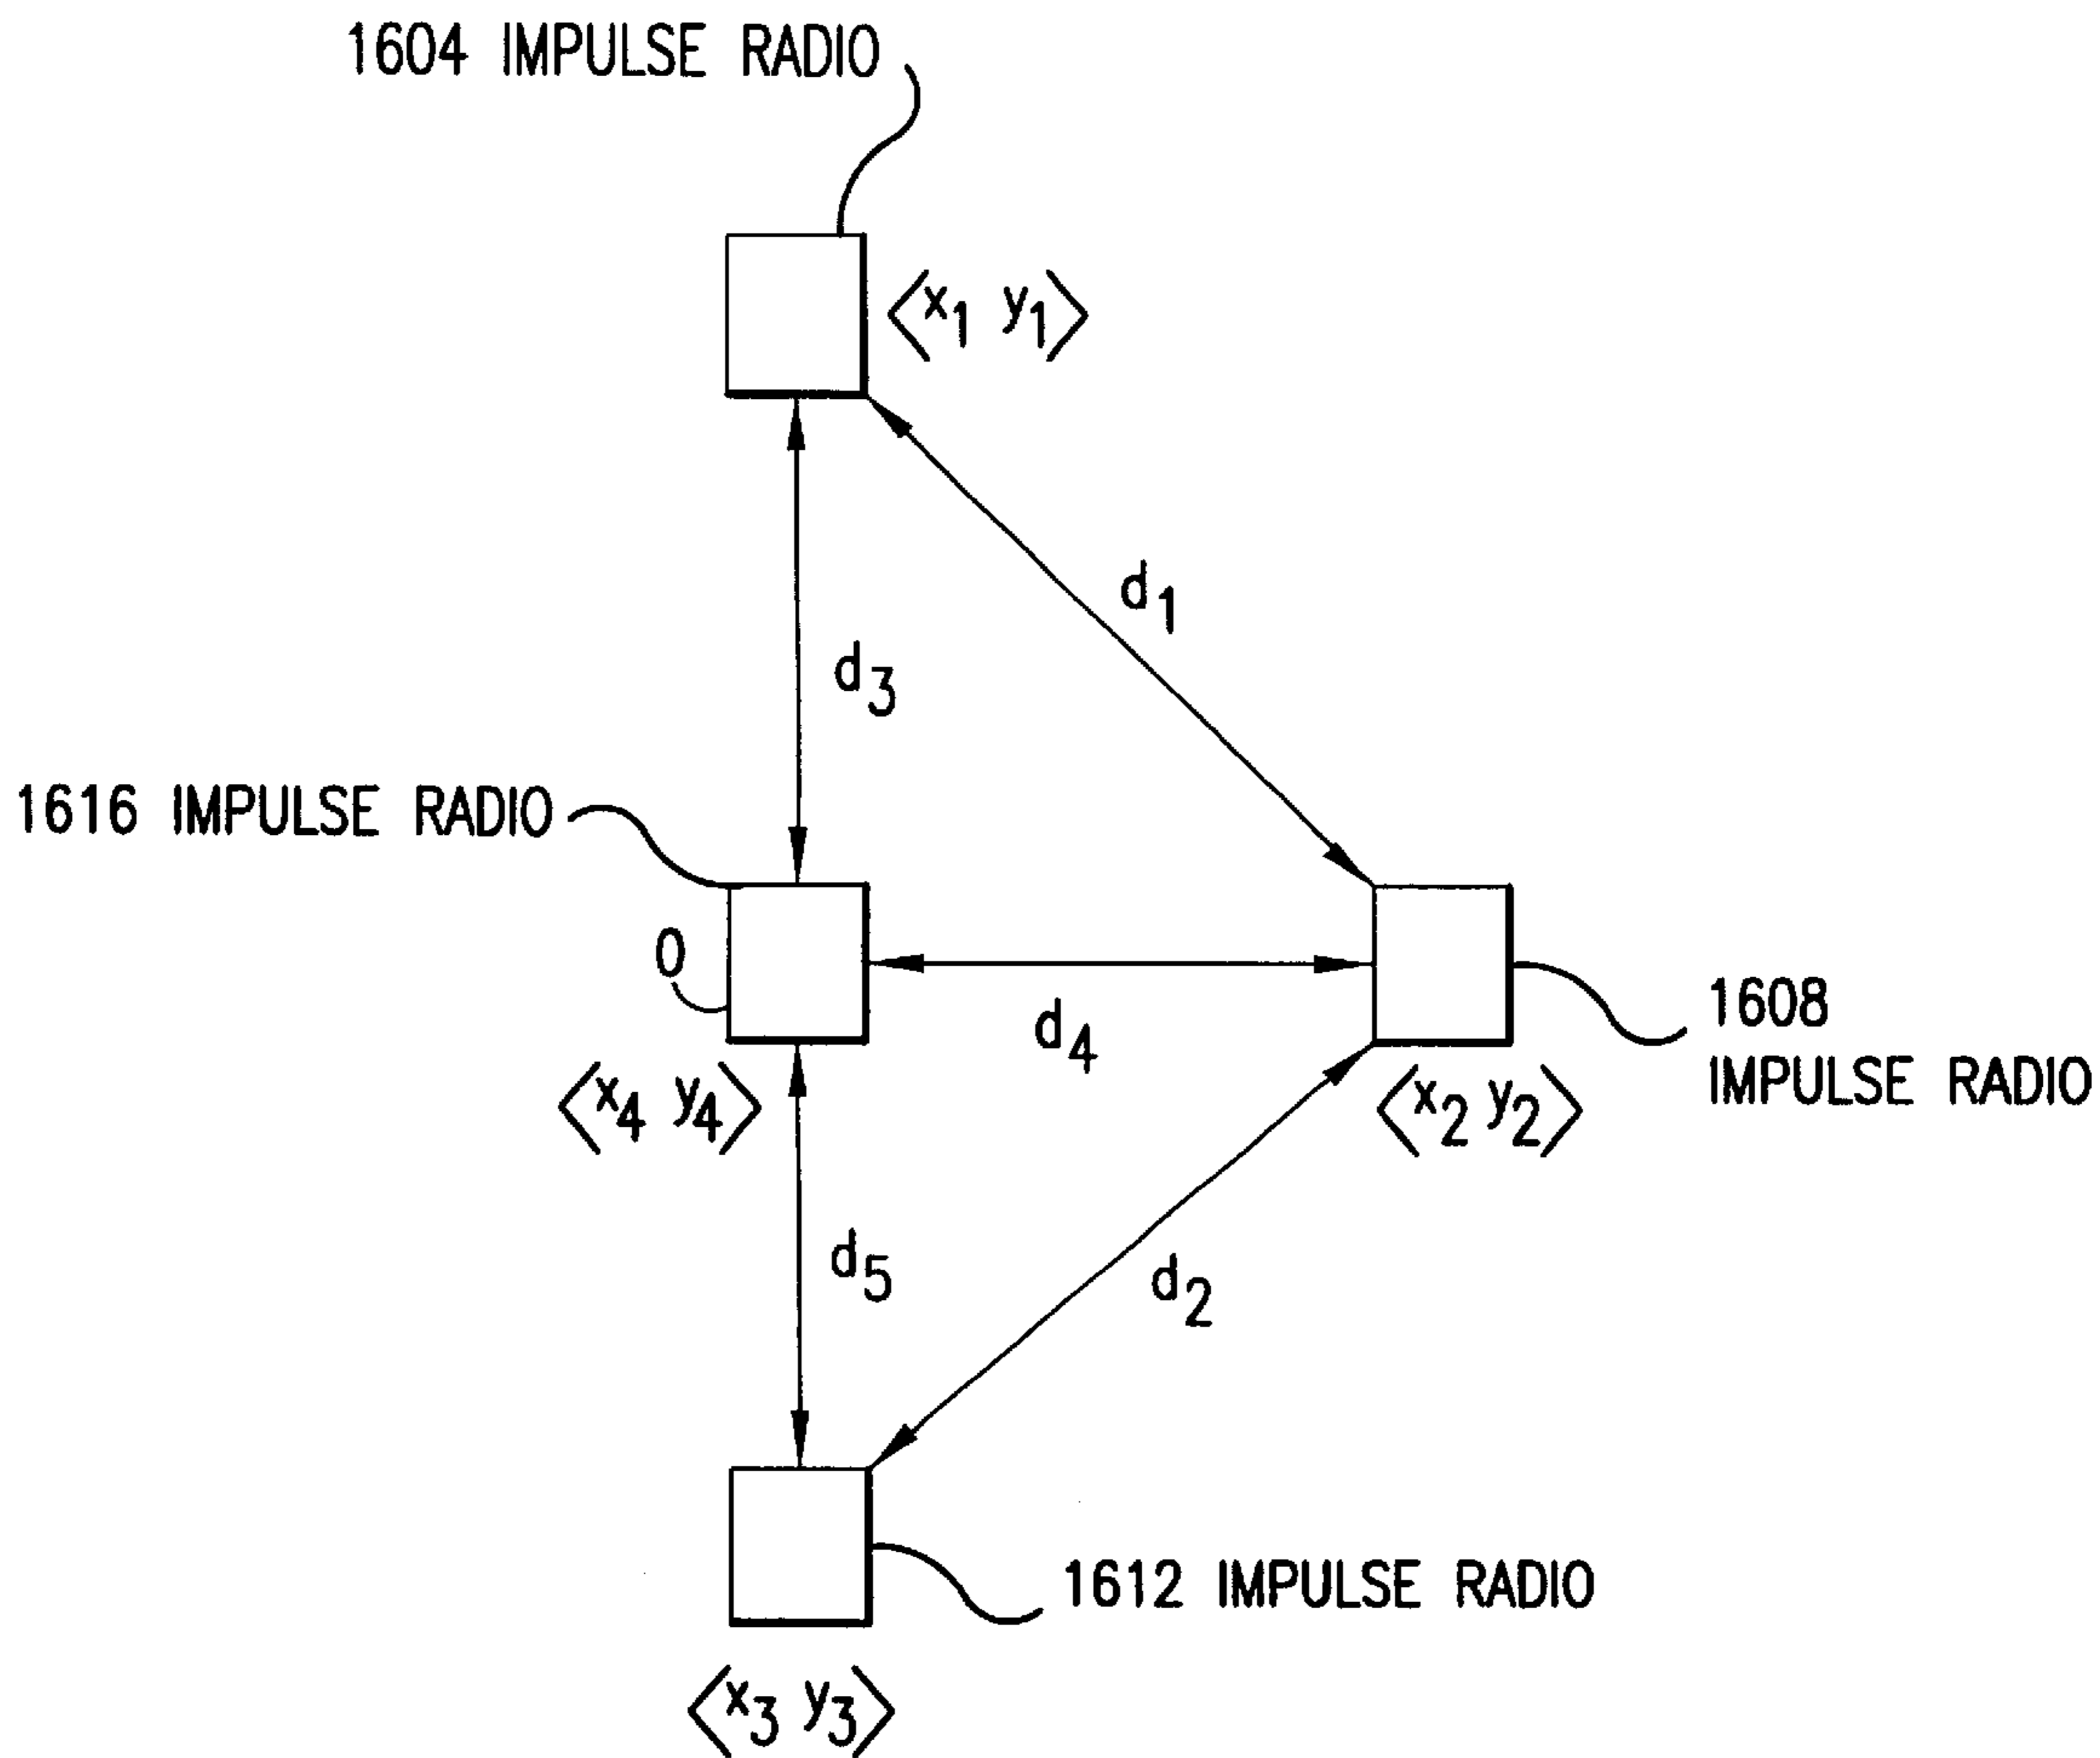 1604 IMPULSE RADIO
⟨x₁ y₁⟩
d₁
d₃
1616 IMPULSE RADIO
0
d₄
1608
IMPULSE RADIO
⟨x₄ y₄⟩
⟨x₂ y₂⟩
d₅
d₂
1612 IMPULSE RADIO
⟨x₃ y₃⟩